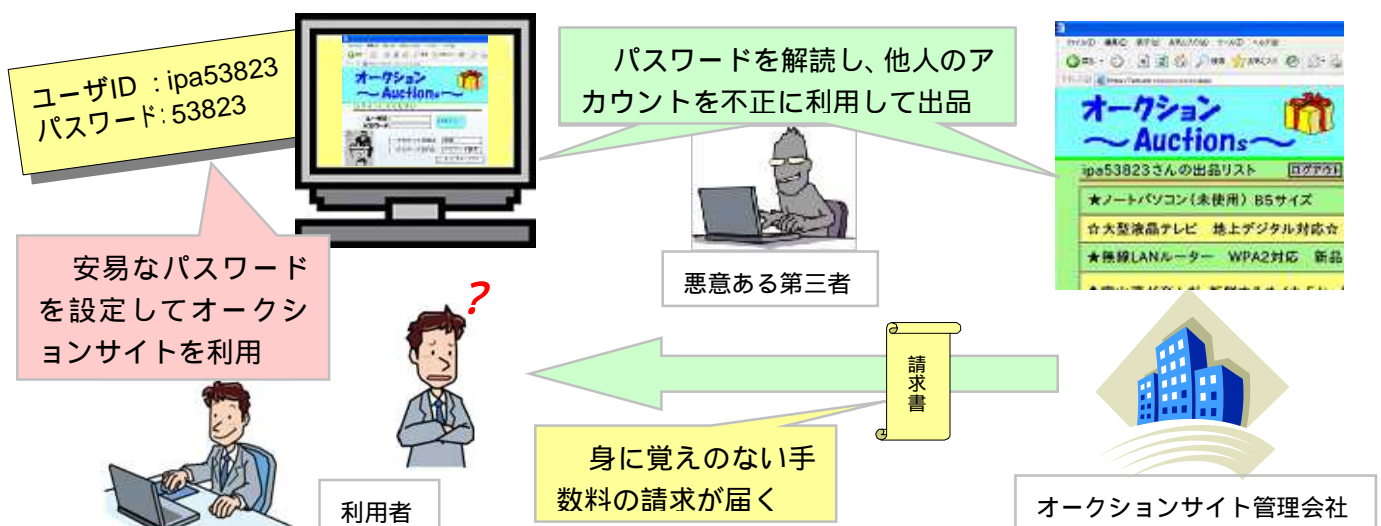 ユーザID ：ipa53823
パスワード：53823
オークション
～Auctions～
安易なパスワード
を設定してオークシ
ョンサイトを利用
パスワードを解読し、他人のア
カウントを不正に利用して出品
悪意ある第三者
オークション
～Auctions～
ipa53823さんの出品リスト ログアウト
★ノートパソコン(未使用) B5サイズ
☆大型液晶テレビ 地上デジタル対応☆
★無線LANルーター WPA2対応 新品
?
請求書
身に覚えのない手
数料の請求が届く
利用者
オークションサイト管理会社